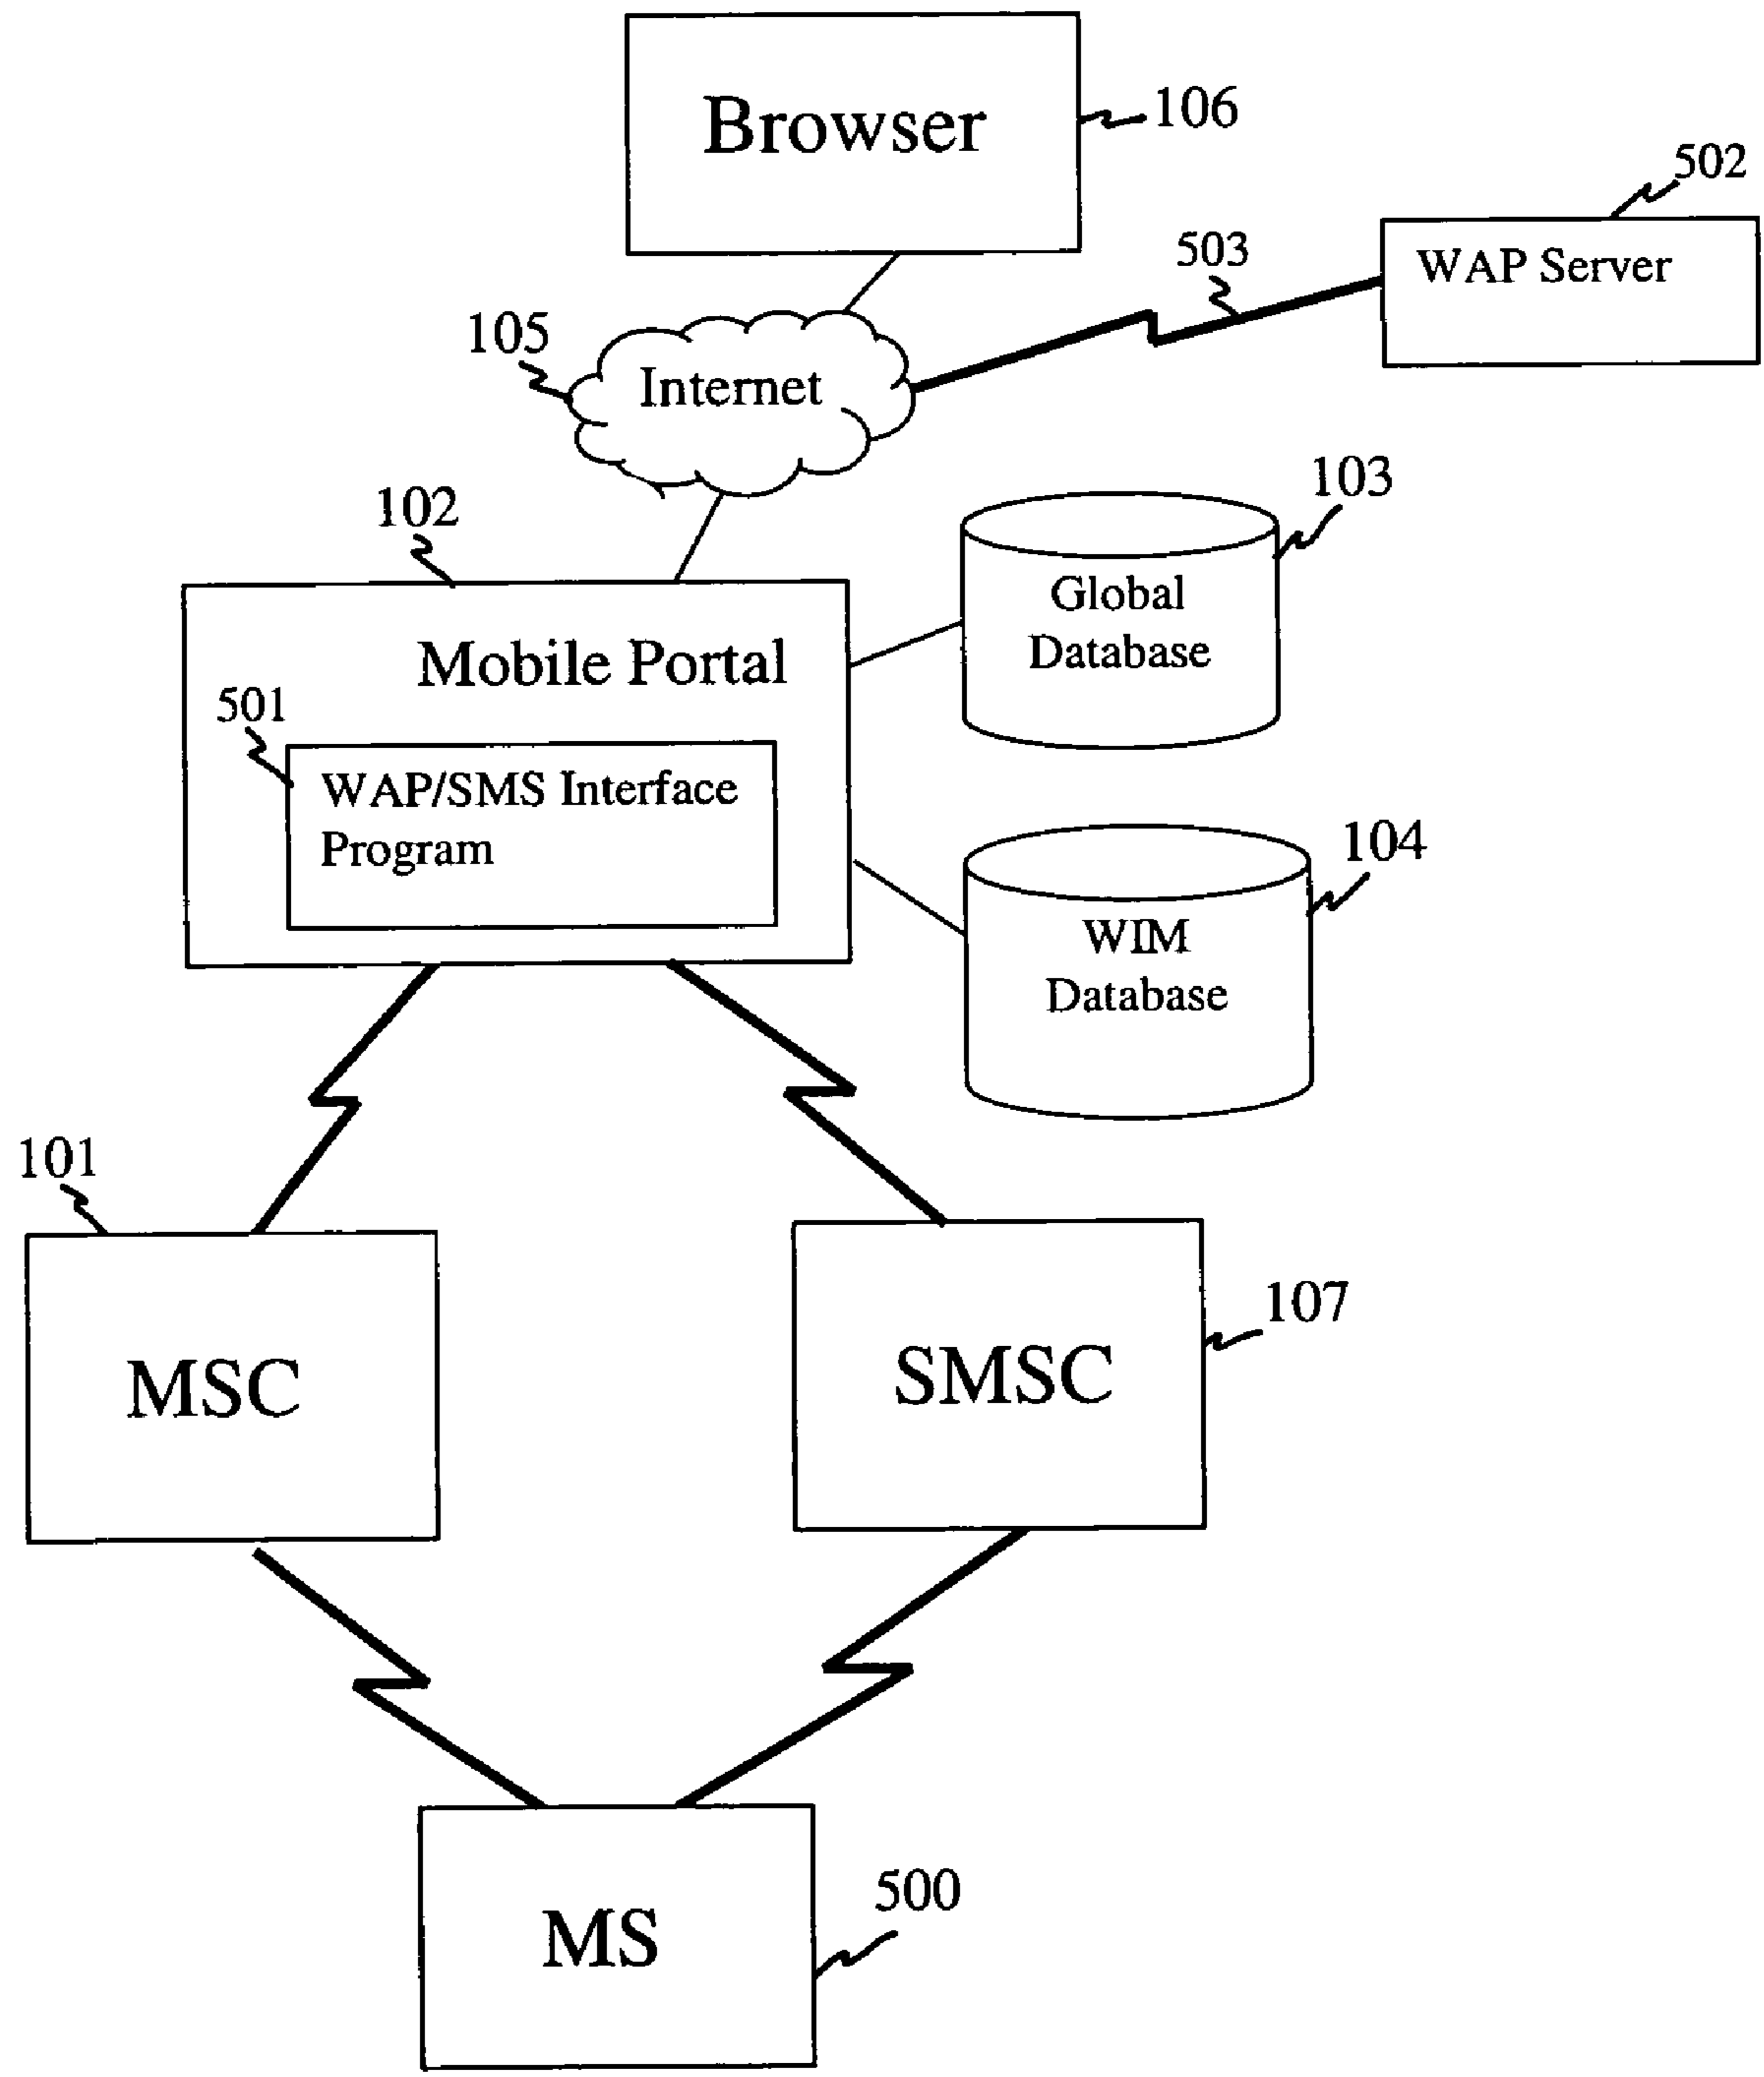 Browser
106
502
WAP Server
503
105
Internet
103
102
Global
Database
Mobile Portal
501
WAP/SMS Interface
Program
104
WIM
Database
101
107
MSC
SMSC
500
MS